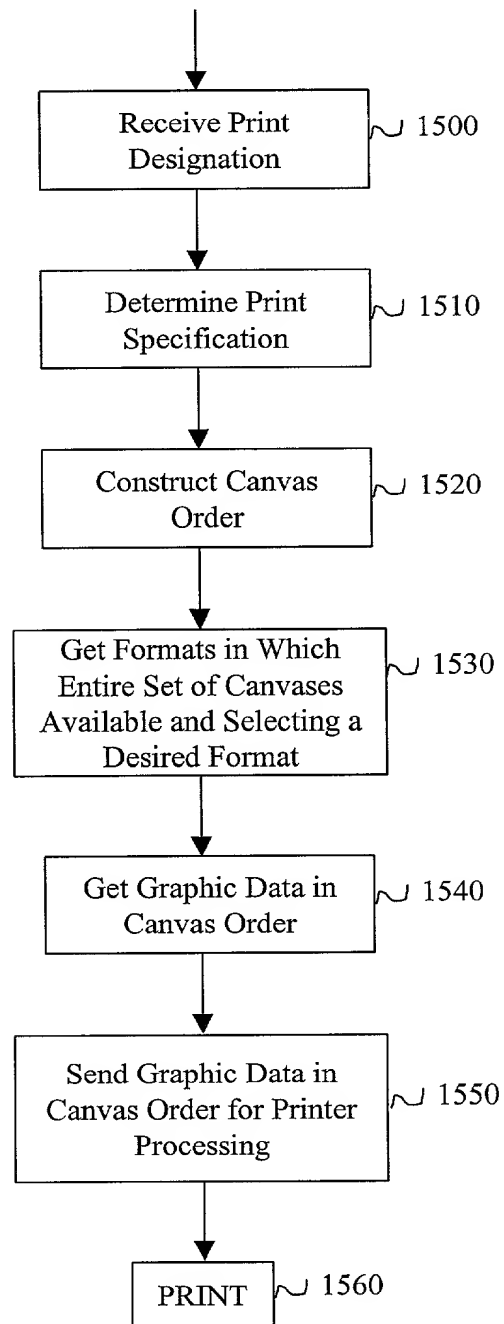 Receive Print
Designation
1500
Determine Print
Specification
1510
Construct Canvas
Order
1520
Get Formats in Which
Entire Set of Canvases
Available and Selecting a
Desired Format
1530
Get Graphic Data in
Canvas Order
1540
Send Graphic Data in
Canvas Order for Printer
Processing
1550
PRINT
1560